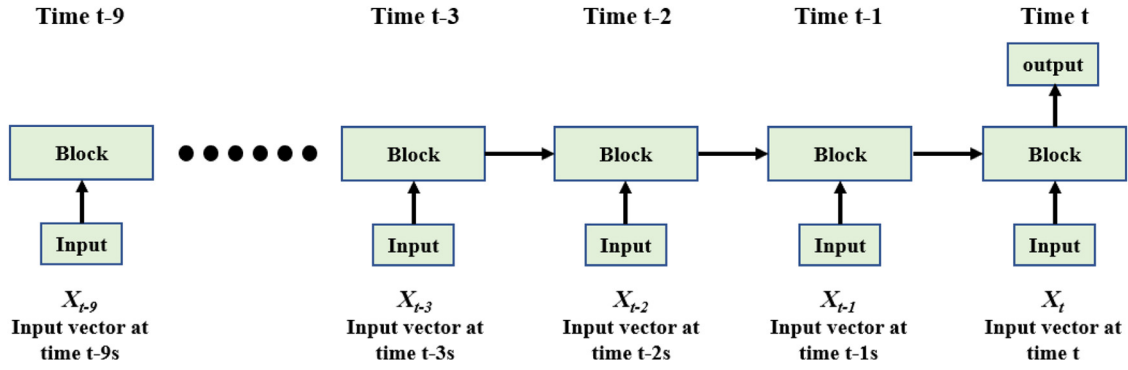 Time t-9
Time t-3
Time t-2
Time t-1
Time t
output
Block
Block
Block
Block
Block
Input
Input
Input
Input
Input
Xt-9
Xt-3
Xt-2
Xt-1
Xt
Input vector at
time t-9s
Input vector at
time t-3s
Input vector at
time t-2s
Input vector at
time t-1s
Input vector at
time t